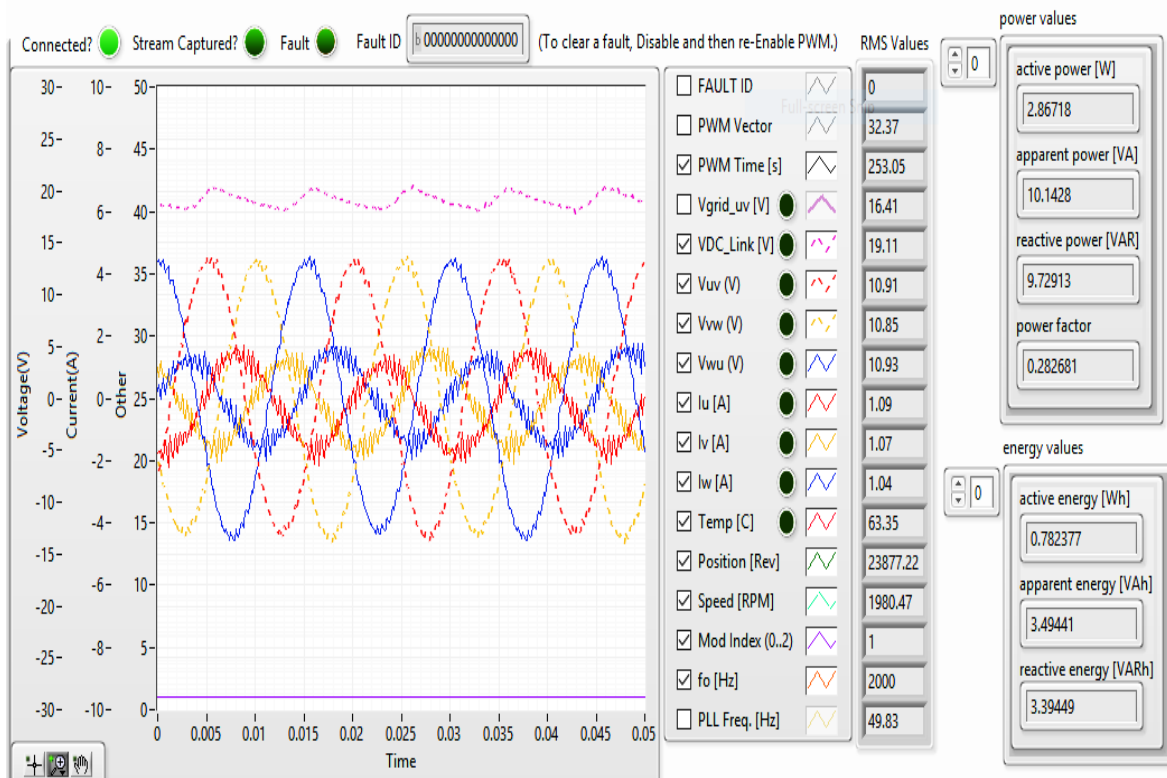 Connected? Stream Captured? Fault Fault ID b 00000000000000 (To clear a fault, Disable and then re-Enable PWM.) RMS Values
power values
0
30- 10- 50-
25- 8- 45-
20- 6- 40-
15- 4- 35-
10- 2- 30-
5- 0- 25-
0- -2- 20-
-5- -4- 15-
-10- -6- 10-
-15- -8- 5-
-20- -10- 0-
-25-
-30-
Voltage(V)
Current(A)
Other
0 0.005 0.01 0.015 0.02 0.025 0.03 0.035 0.04 0.045 0.05
Time
FAULT ID 0
Full-screen Snip
PWM Vector 32.37
PWM Time [s] 253.05
Vgrid_uv [V] 16.41
VDC_Link [V] 19.11
Vuv (V) 10.91
Vvw (V) 10.85
Vwu (V) 10.93
Iu [A] 1.09
Iv [A] 1.07
Iw [A] 1.04
Temp [C] 63.35
Position [Rev] 23877.22
Speed [RPM] 1980.47
Mod Index (0..2) 1
fo [Hz] 2000
PLL Freq. [Hz] 49.83
active power [W]
2.86718
apparent power [VA]
10.1428
reactive power [VAR]
9.72913
power factor
0.282681
energy values
0
active energy [Wh]
0.782377
apparent energy [VAh]
3.49441
reactive energy [VARh]
3.39449